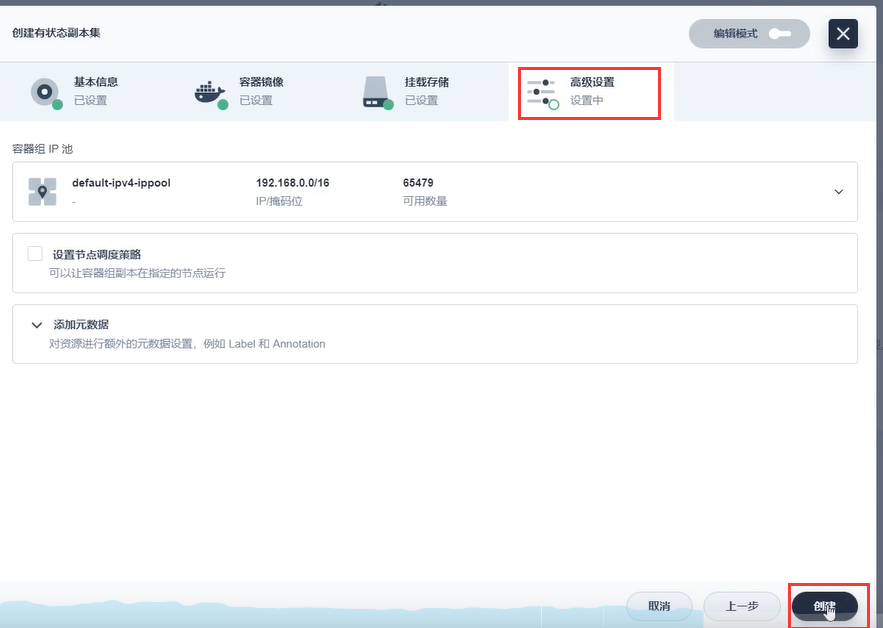 创建有状态副本集
编辑模式
基本信息
已设置
容器镜像
已设置
挂载存储
已设置
高级设置
设置中
容器组 IP 池
default-ipv4-ippool
-
192.168.0.0/16
IP/掩码位
65479
可用数量
设置节点调度策略
可以让容器组副本在指定的节点运行
添加元数据
对资源进行额外的元数据设置，例如 Label 和 Annotation
取消
上一步
创建